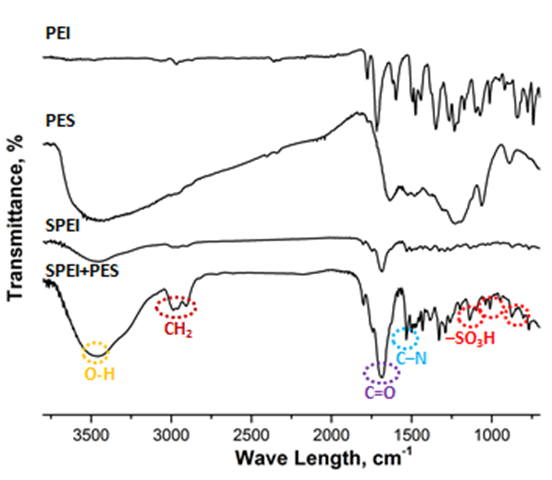 PEI
PES
SPEI
SPEI+PES
Transmittance, %
O-H
CH2
C=O
C–N
–SO3H
3500 3000 2500 2000 1500 1000
Wave Length, cm-1